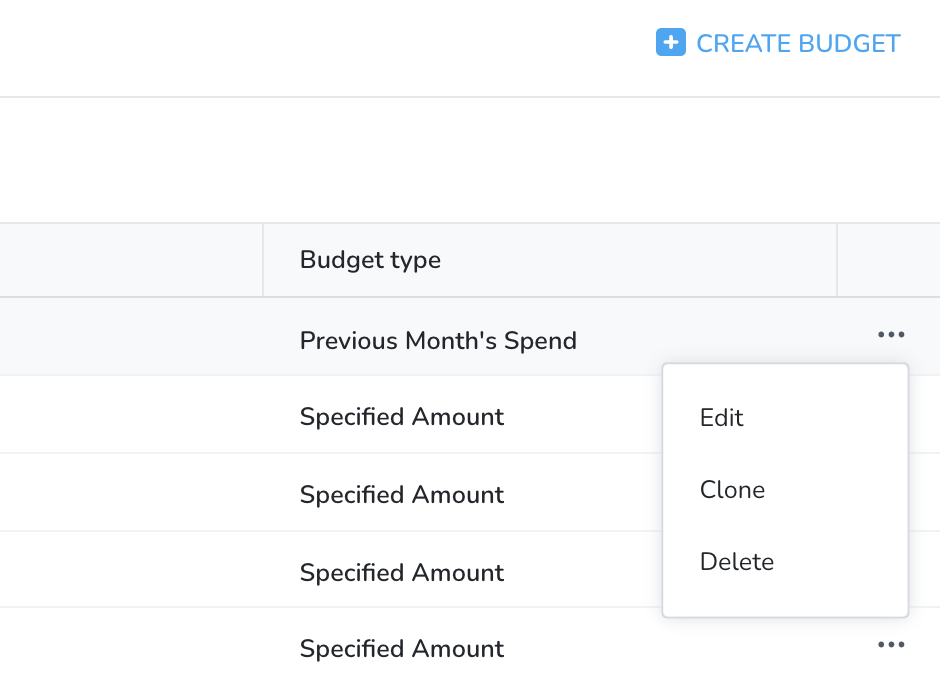 CREATE BUDGET
Budget type
Previous Month's Spend
Specified Amount
Edit
Specified Amount
Clone
Specified Amount
Delete
Specified Amount